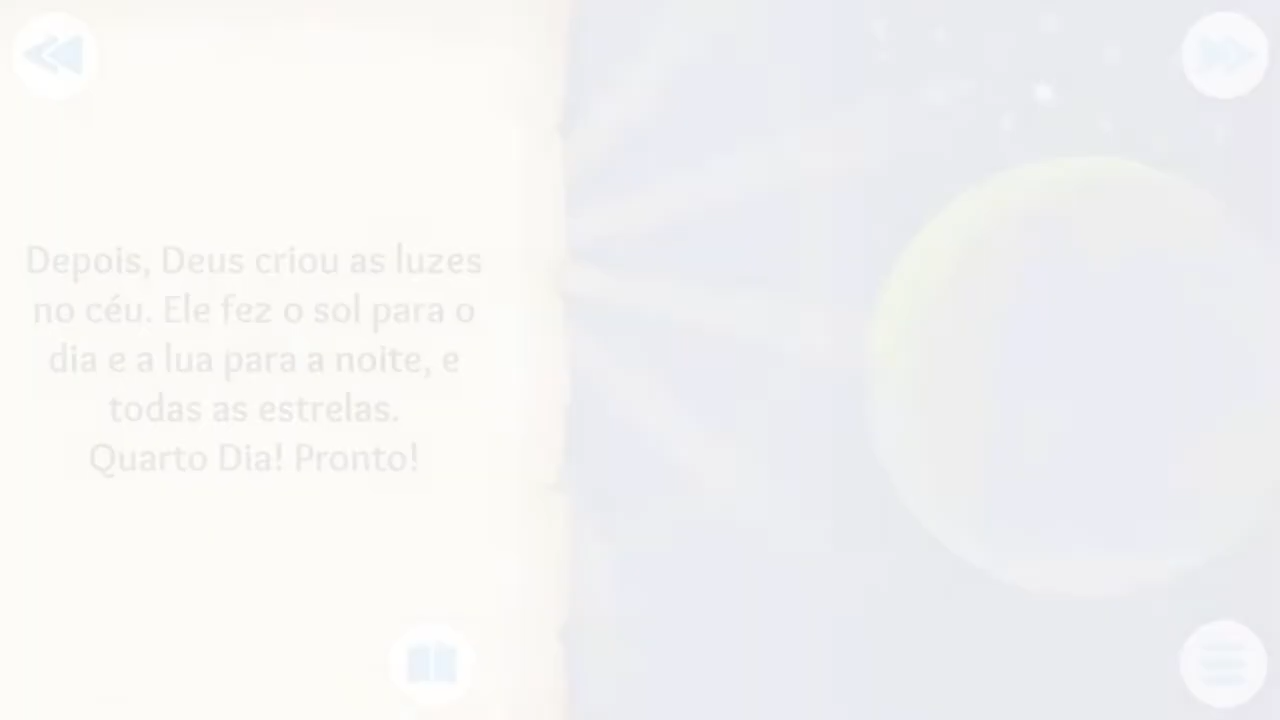 Depois, Deus criou as luzes
no céu. Ele fez o sol para o
dia e a lua para a noite, e
todas as estrelas.
Quarto Dia! Pronto!